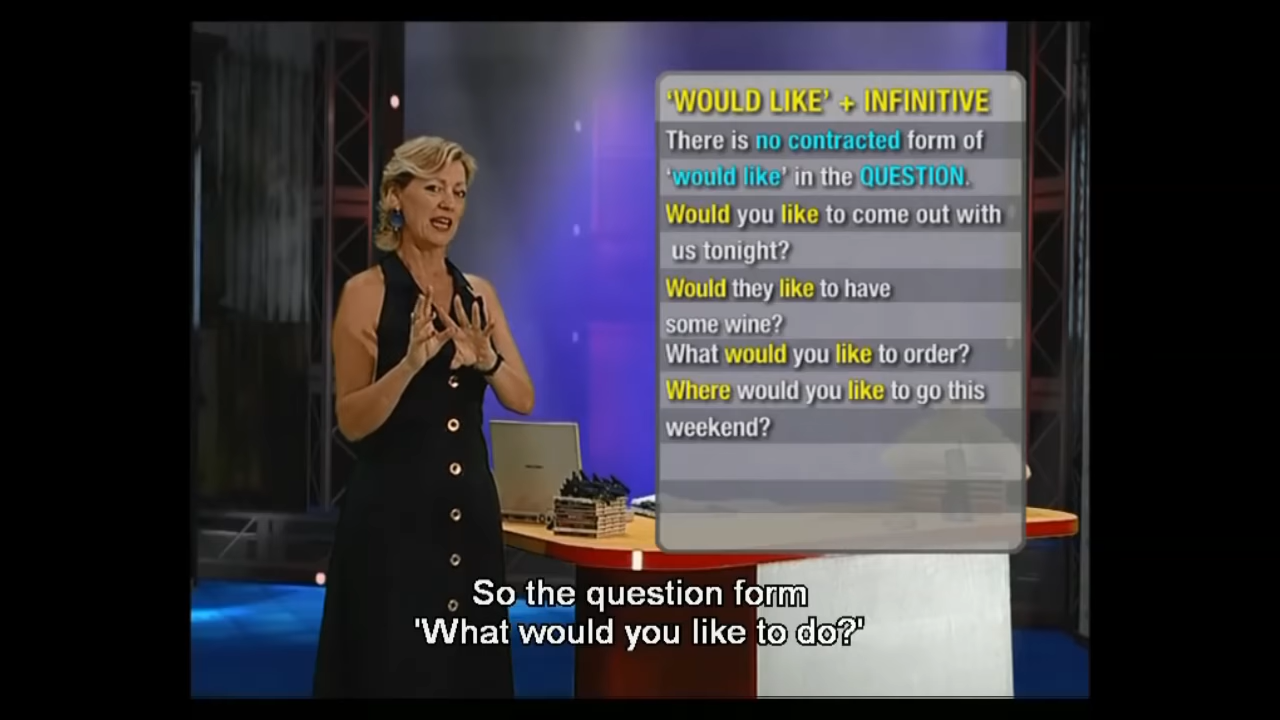 ‘WOULD LIKE’ + INFINITIVE
There is no contracted form of
‘would like’ in the QUESTION.
Would you like to come out with
us tonight?
Would they like to have
some wine?
What would you like to order?
Where would you like to go this
weekend?
So the question form
'What would you like to do?'